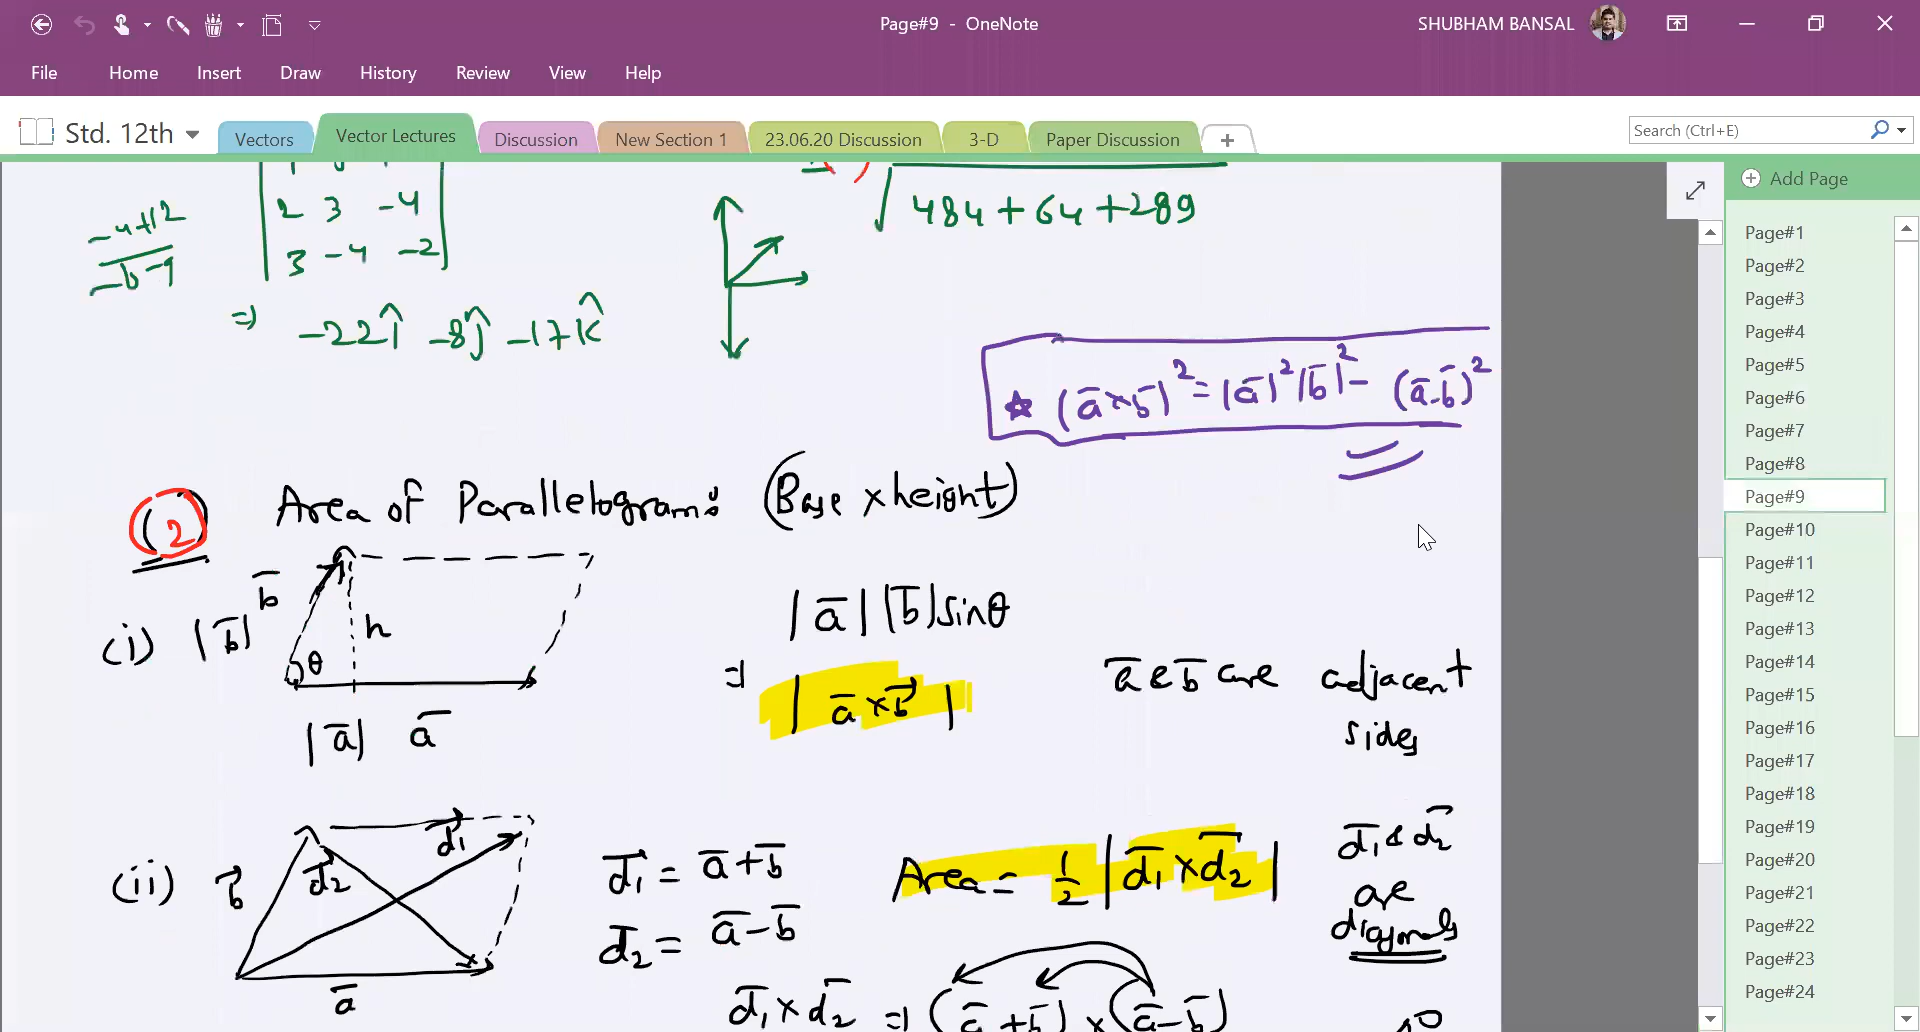 Page#9 - OneNote
SHUBHAM BANSAL
File Home Insert Draw History Review View Help
Std. 12th
Vectors Vector Lectures Discussion New Section 1 23.06.20 Discussion 3-D Paper Discussion +
Search (Ctrl+E)
Add Page
Page#1
Page#2
Page#3
Page#4
Page#5
Page#6
Page#7
Page#8
Page#9
Page#10
Page#11
Page#12
Page#13
Page#14
Page#15
Page#16
Page#17
Page#18
Page#19
Page#20
Page#21
Page#22
Page#23
Page#24
2 3 -4
3 -4 -2
-4+12
-6-9
√484+64+289
⇒ -22î -8ĵ -17k̂
★ (a̅×b̅)² = |a̅|²|b̅|² - (a̅.b̅)²
(2) Area of Parallelogram: (Base × height)
(i) |b̅| b̅ h θ
|a̅| a̅
|a̅||b̅|sinθ
⇒ |a̅×b⃗|
a̅ & b̅ are adjacent
sides
(ii) b⃗ d⃗₂ d⃗₁
a̅
d⃗₁ = a̅+b̅
d⃗₂ = a̅-b̅
Area = 1/2 |d⃗₁×d⃗₂|
d⃗₁ & d⃗₂
are
diagonals
d⃗₁×d⃗₂ ⇒ (a̅+b̅)×(a̅-b̅)